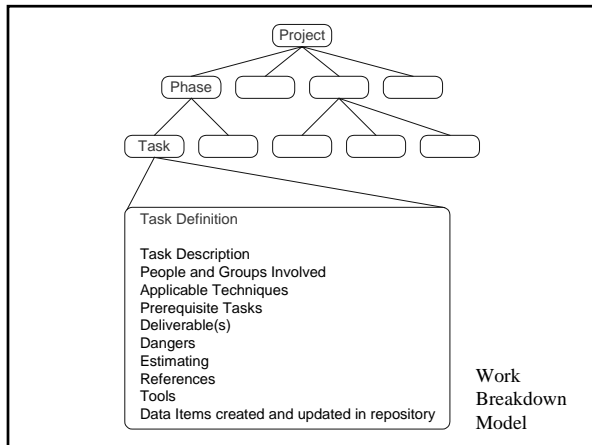 Project
Phase
Task
Task Definition
Task Description
People and Groups Involved
Applicable Techniques
Prerequisite Tasks
Deliverable(s)
Dangers
Estimating
References
Tools
Data Items created and updated in repository
Work
Breakdown
Model